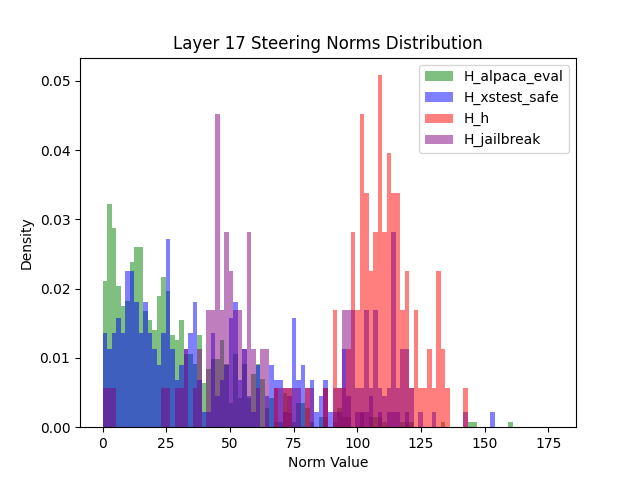 Layer 17 Steering Norms Distribution
H_alpaca_eval
H_xstest_safe
H_h
H_jailbreak
0.05
0.04
0.03
0.02
0.01
0.00
Density
0
25
50
75
100
125
150
175
Norm Value